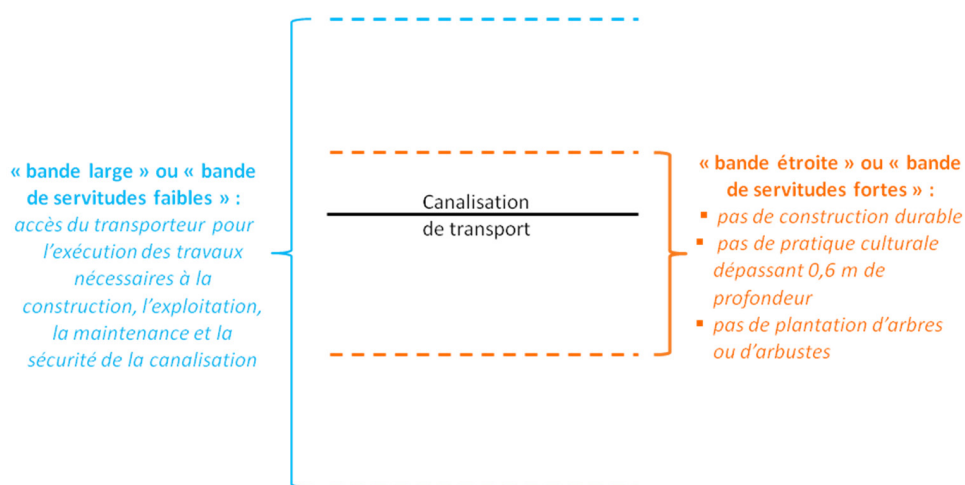 « bande large » ou « bande
de servitudes faibles » :
accès du transporteur pour
l’exécution des travaux
nécessaires à la
construction, l’exploitation,
la maintenance et la
sécurité de la canalisation
Canalisation
de transport
« bande étroite » ou « bande
de servitudes fortes » :
▪ pas de construction durable
▪ pas de pratique culturale
dépassant 0,6 m de
profondeur
▪ pas de plantation d’arbres
ou d’arbustes